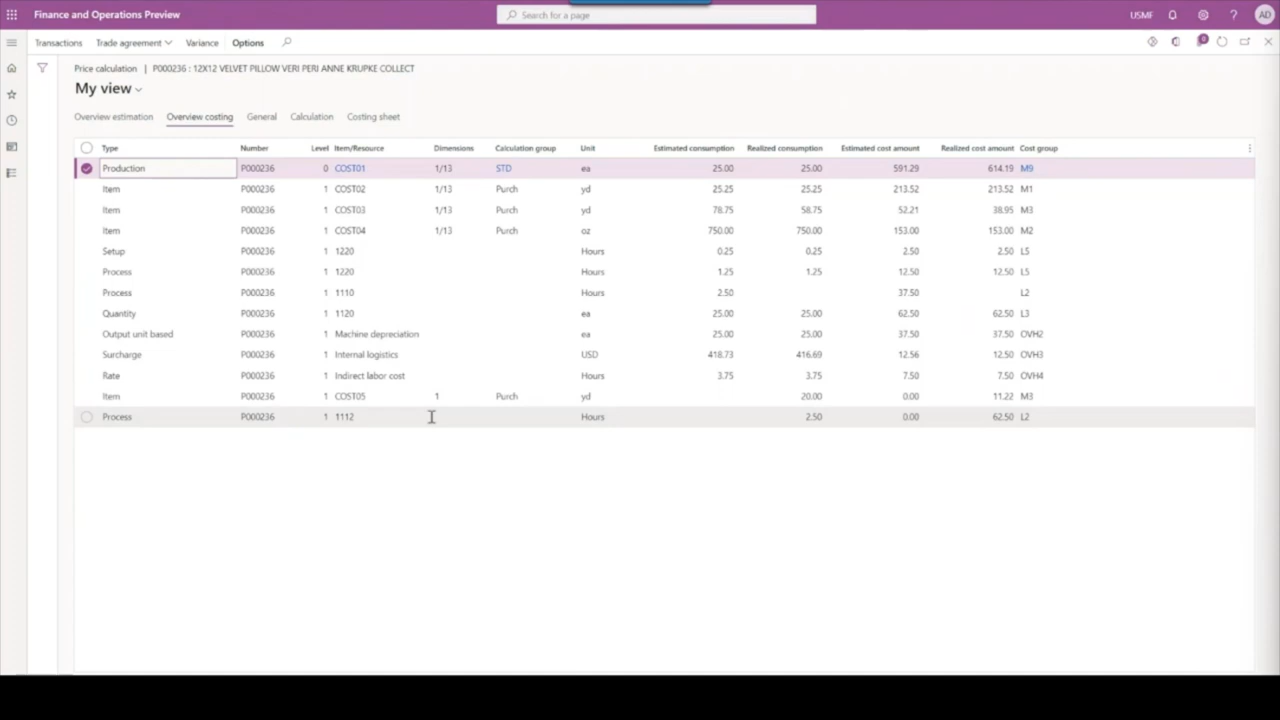 Finance and Operations Preview Search for a page USMF ? AD
Transactions Trade agreement Variance Options 0
Price calculation | P000236 : 12X12 VELVET PILLOW VERI PERI ANNE KRUPKE COLLECT
My view
Overview estimation Overview costing General Calculation Costing sheet
Type Number Level Item/Resource Dimensions Calculation group Unit Estimated consumption Realized consumption Estimated cost amount Realized cost amount Cost group
Production P000236 0 COST01 1/13 STD ea 25.00 25.00 591.29 614.19 M9
Item P000236 1 COST02 1/13 Purch yd 25.25 25.25 213.52 213.52 M1
Item P000236 1 COST03 1/13 Purch yd 78.75 58.75 52.21 38.95 M3
Item P000236 1 COST04 1/13 Purch oz 750.00 750.00 153.00 153.00 M2
Setup P000236 1 1220 Hours 0.25 0.25 2.50 2.50 L5
Process P000236 1 1220 Hours 1.25 1.25 12.50 12.50 L5
Process P000236 1 1110 Hours 2.50 37.50 L2
Quantity P000236 1 1120 ea 25.00 25.00 62.50 62.50 L3
Output unit based P000236 1 Machine depreciation ea 25.00 25.00 37.50 37.50 OVH2
Surcharge P000236 1 Internal logistics USD 418.73 416.69 12.56 12.50 OVH3
Rate P000236 1 Indirect labor cost Hours 3.75 3.75 7.50 7.50 OVH4
Item P000236 1 COST05 1 Purch yd 20.00 0.00 11.22 M3
Process P000236 1 1112 Hours 2.50 0.00 62.50 L2